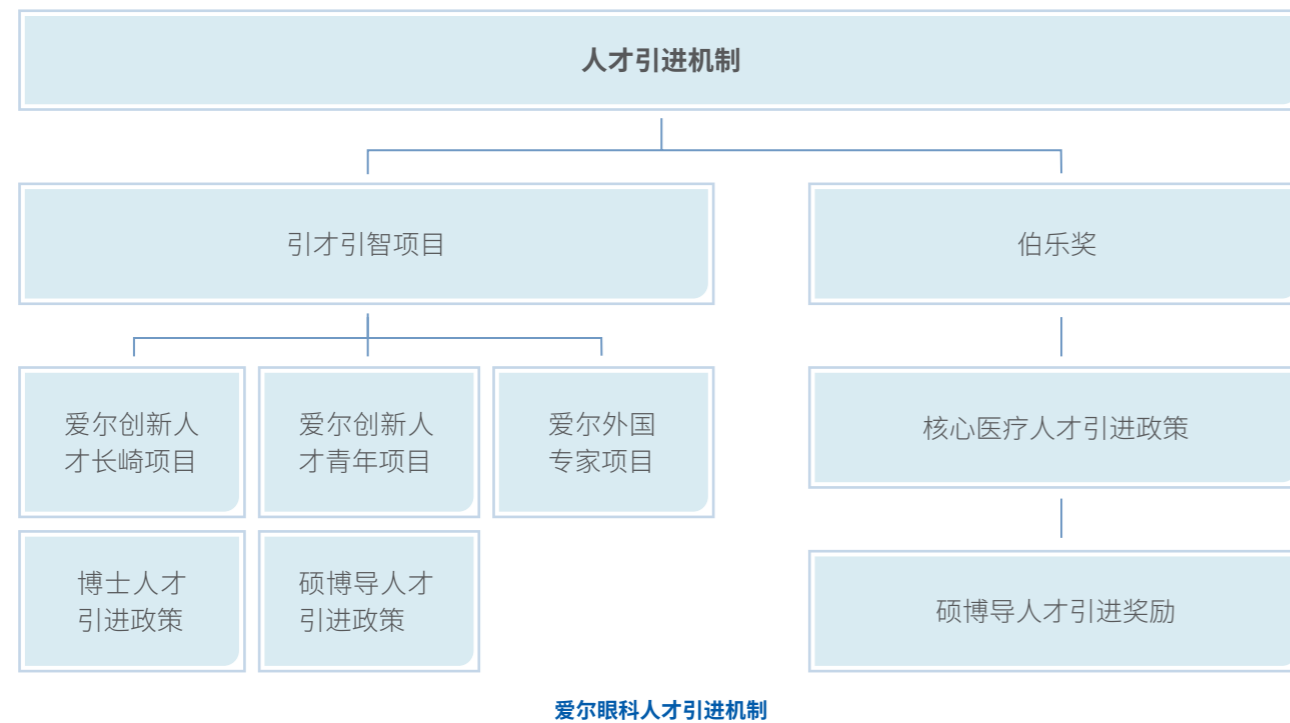 人才引进机制
引才引智项目
伯乐奖
爱尔创新人
才长崎项目
爱尔创新人
才青年项目
爱尔外国
专家项目
核心医疗人才引进政策
博士人才
引进政策
硕博导人才
引进政策
硕博导人才引进奖励
爱尔眼科人才引进机制